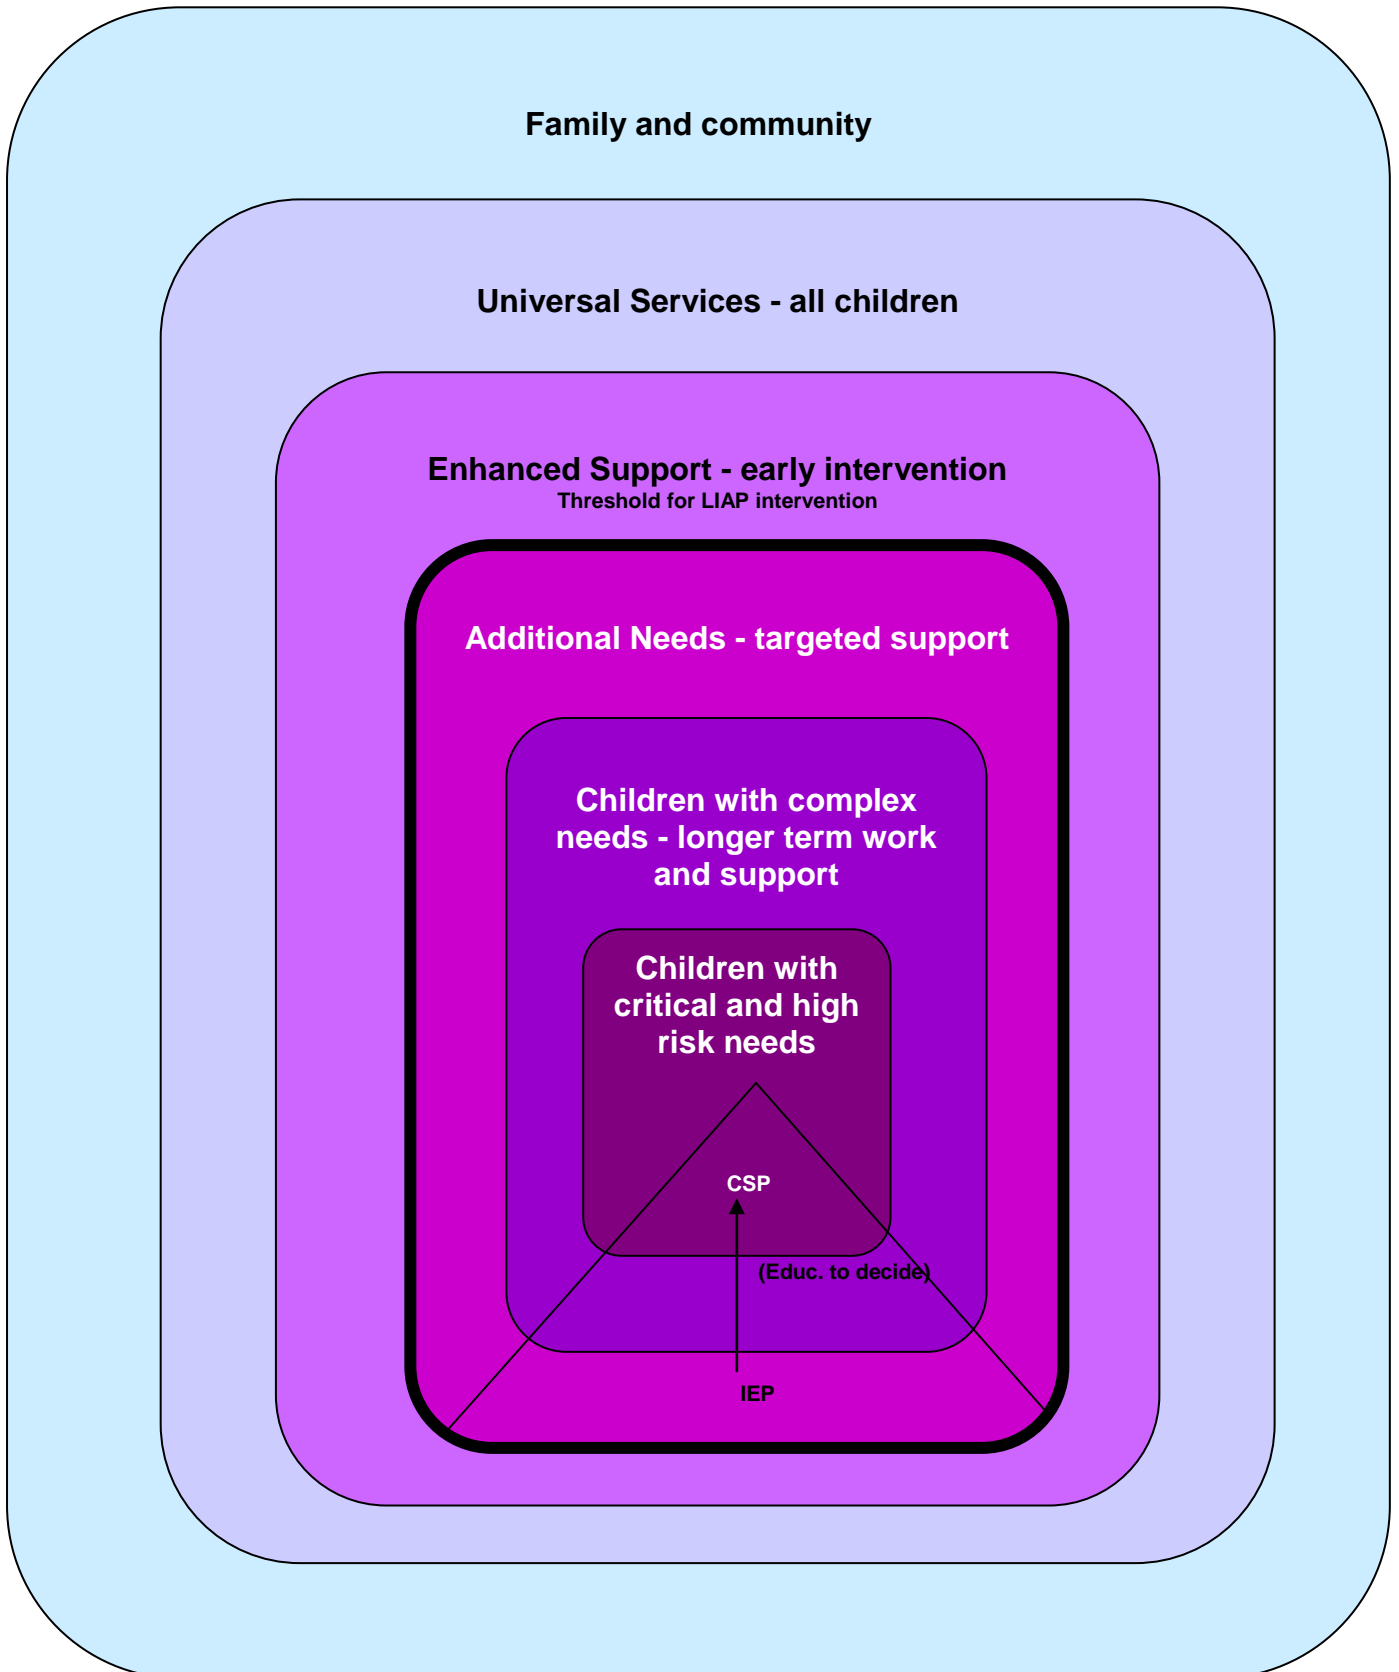 Family and community
Universal Services - all children
Enhanced Support - early intervention
Threshold for LIAP intervention
Additional Needs - targeted support
Children with complex
needs - longer term work
and support
Children with
critical and high
risk needs
CSP
(Educ. to decide)
IEP